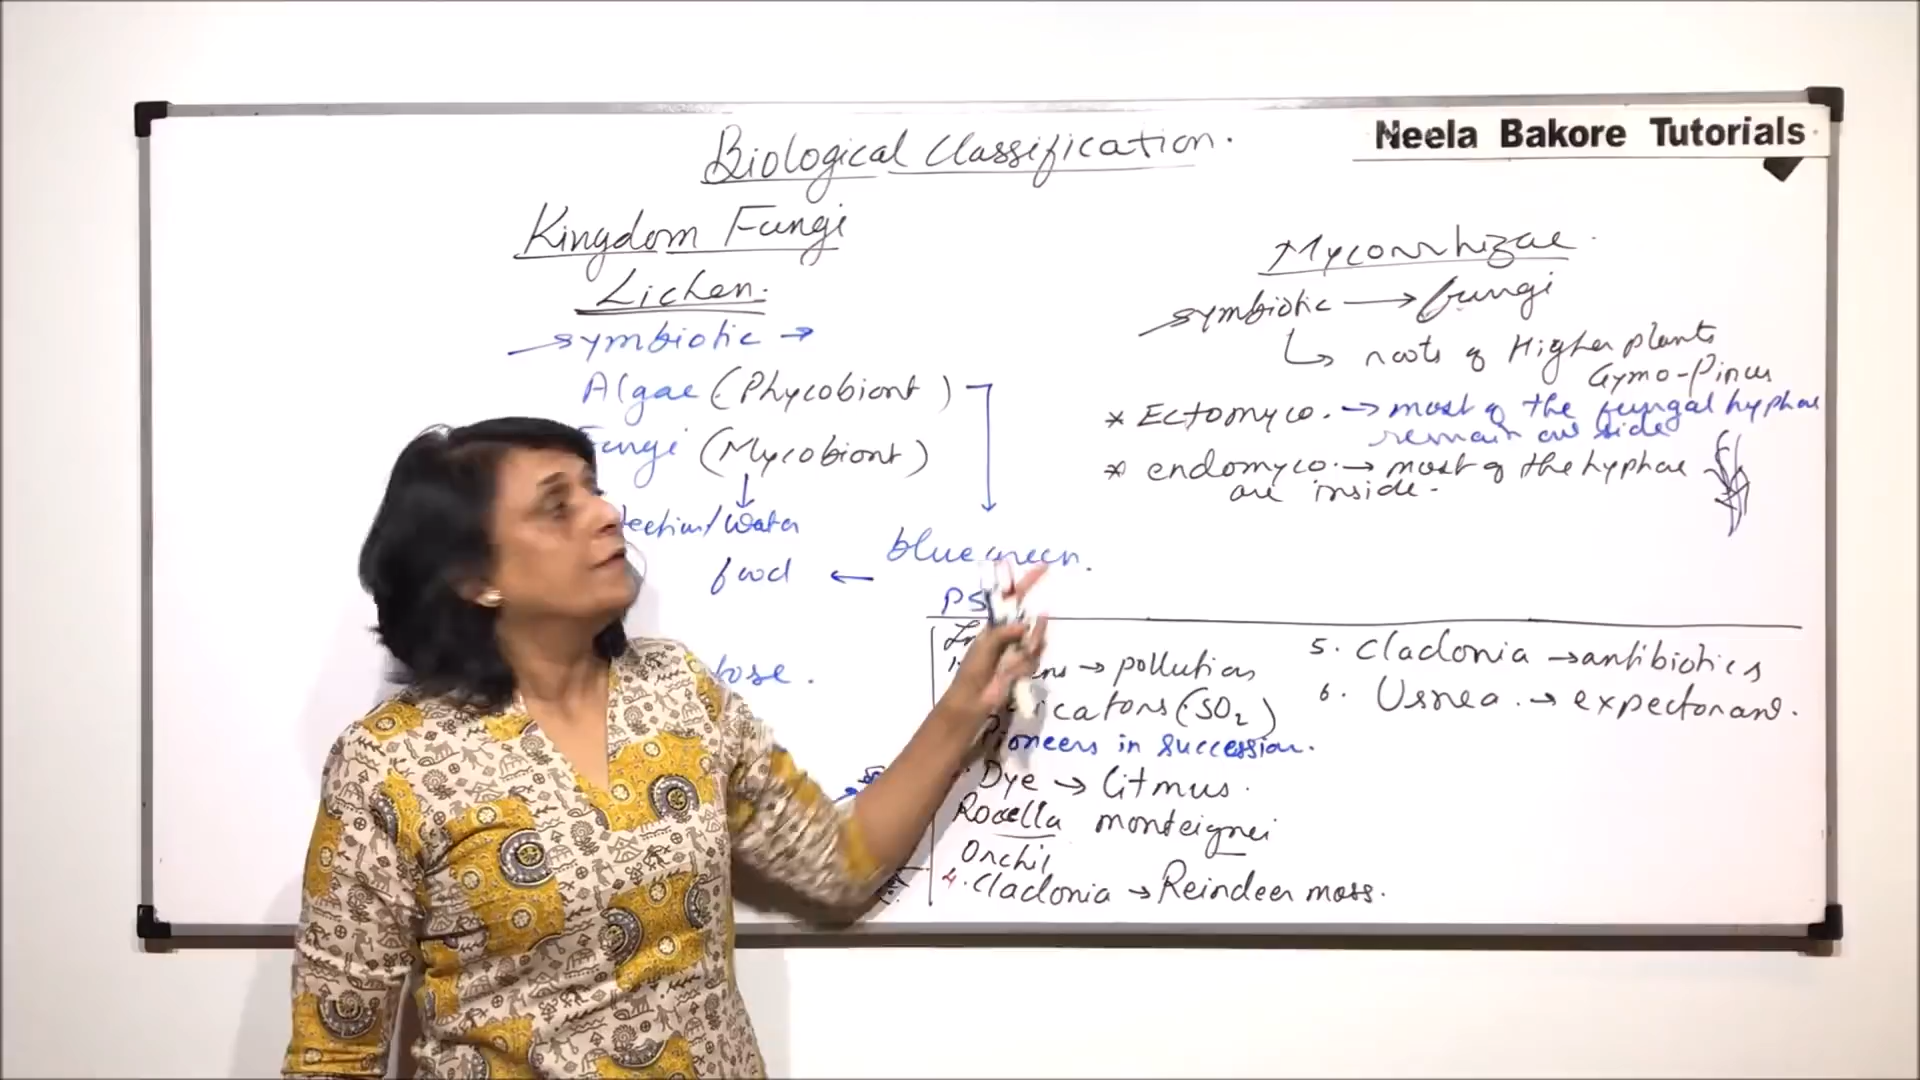 Neela Bakore Tutorials
Biological Classification.
Kingdom Fungi
Lichen.
symbiotic →
Algae (Phycobiont)
Fungi (Mycobiont)
↓
/Water
food ← blue green.
PS
Mycorrhizae.
symbiotic → fungi
↳ roots of Higher plants
Gymo-Pinus
* Ectomyco. → most of the fungal hyphae
remain outside
* endomyco. → most of the hyphae
are inside.
→ pollution
(SO2)
Pioneers in succession.
Dye → litmus.
Rocella monteignei
Orchil
4. Cladonia → Reindeer moss.
5. Cladonia → antibiotics
6. Usnea. → expectorant.